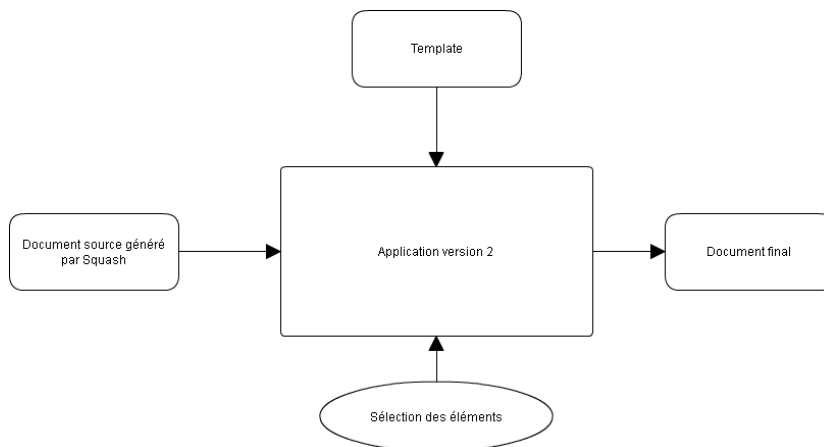 Template
Document source généré
par Squash
Application version 2
Document final
Sélection des éléments